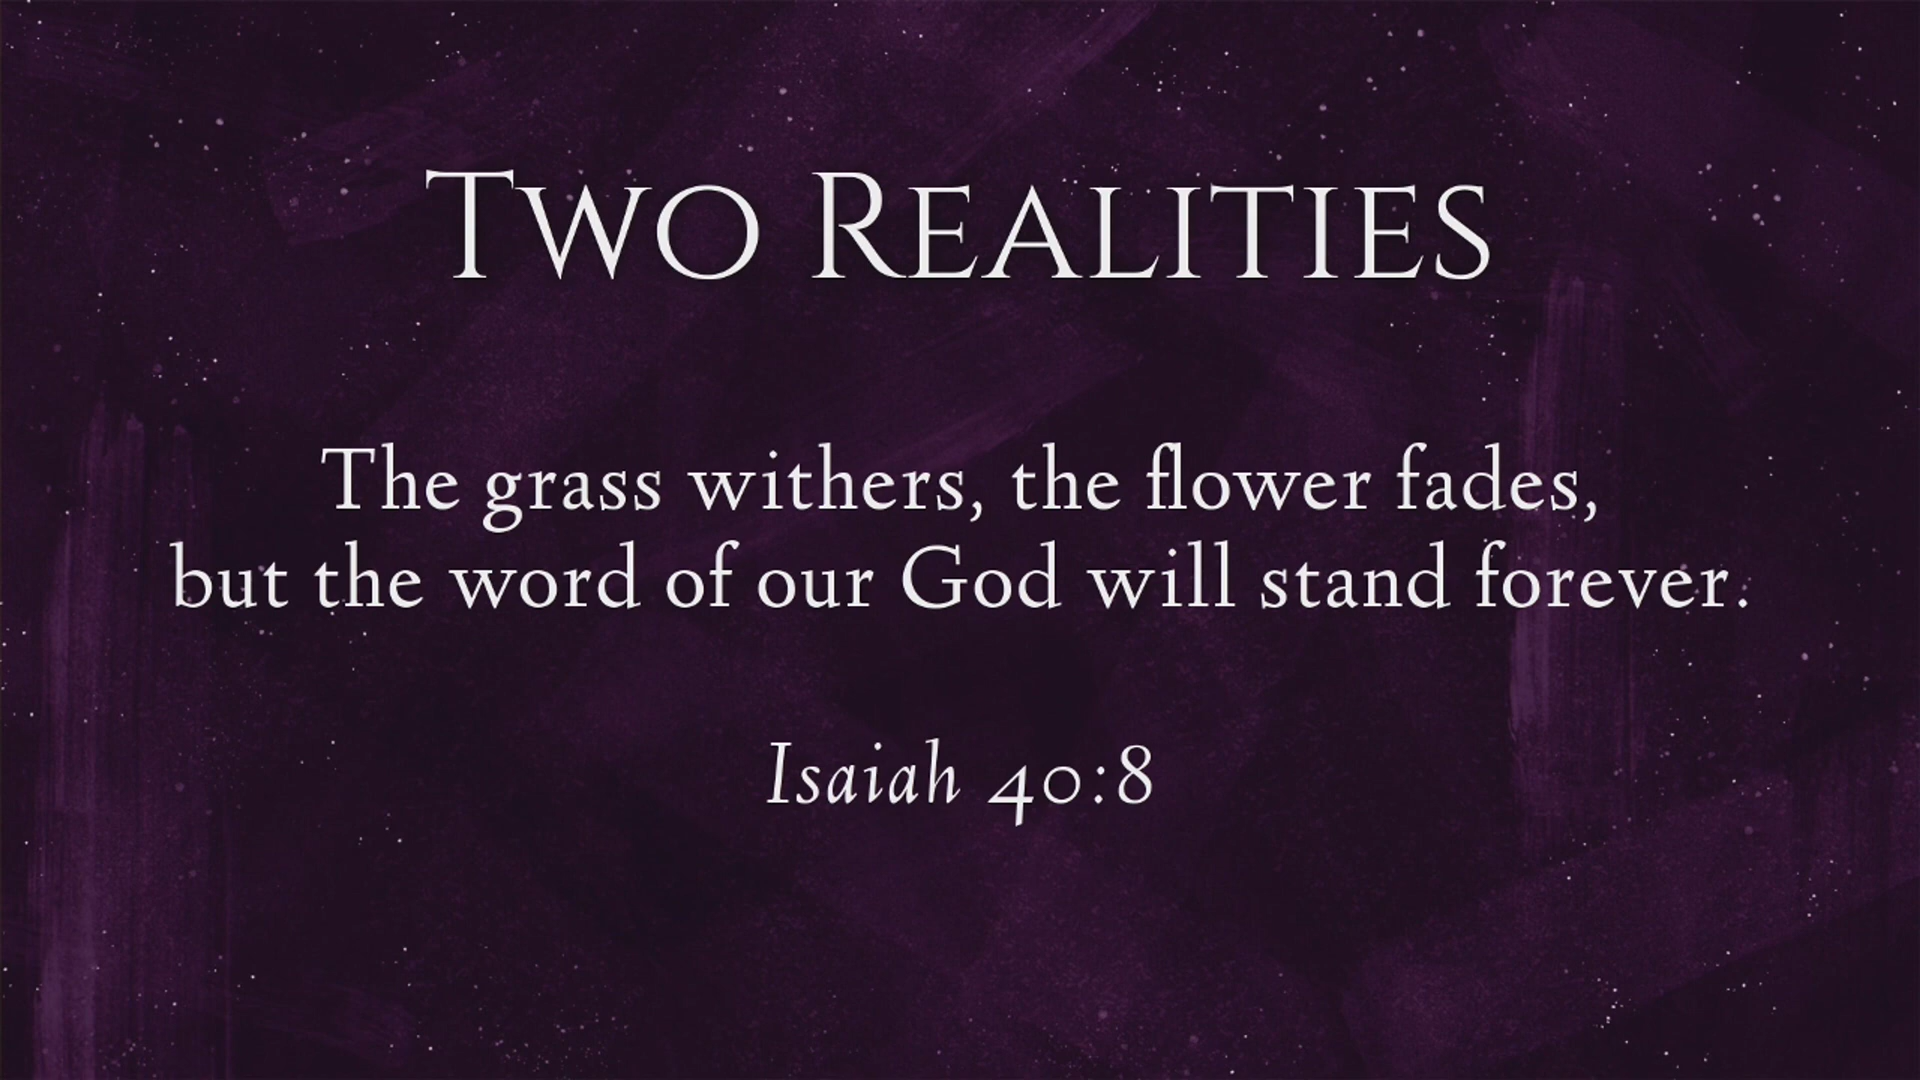 Two Realities
The grass withers, the flower fades,
but the word of our God will stand forever.
Isaiah 40:8